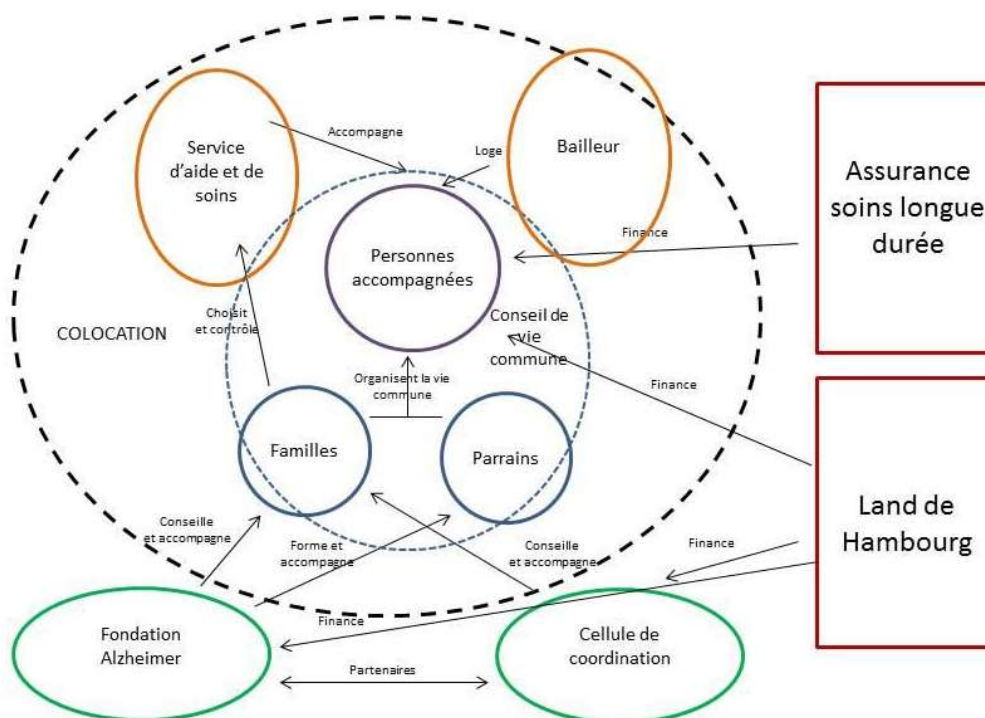 Service
d'aide et de
soins
Accompagne
Loge
Bailleur
Assurance
soins longue
durée
Personnes
accompagnées
Finance
COLOCATION
Choisit
et contrôle
Conseil de
vie
commune
Organisent la vie
commune
Finance
Familles
Parrains
Land de
Hambourg
Conseille
et accompagne
Forme et
accompagne
Conseille
et accompagne
Finance
Fondation
Alzheimer
Finance
Cellule de
coordination
Partenaires